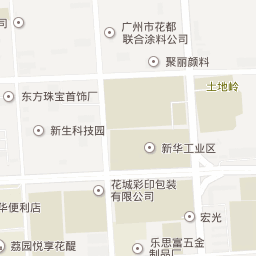 司
广州市花都
联合涂料公司
聚丽颜料
土地岭
东方珠宝首饰厂
新生科技园
新华工业区
花城彩印包装
有限公司
华便利店
宏光
荔园悦享花醍
乐思富五金
制品厂